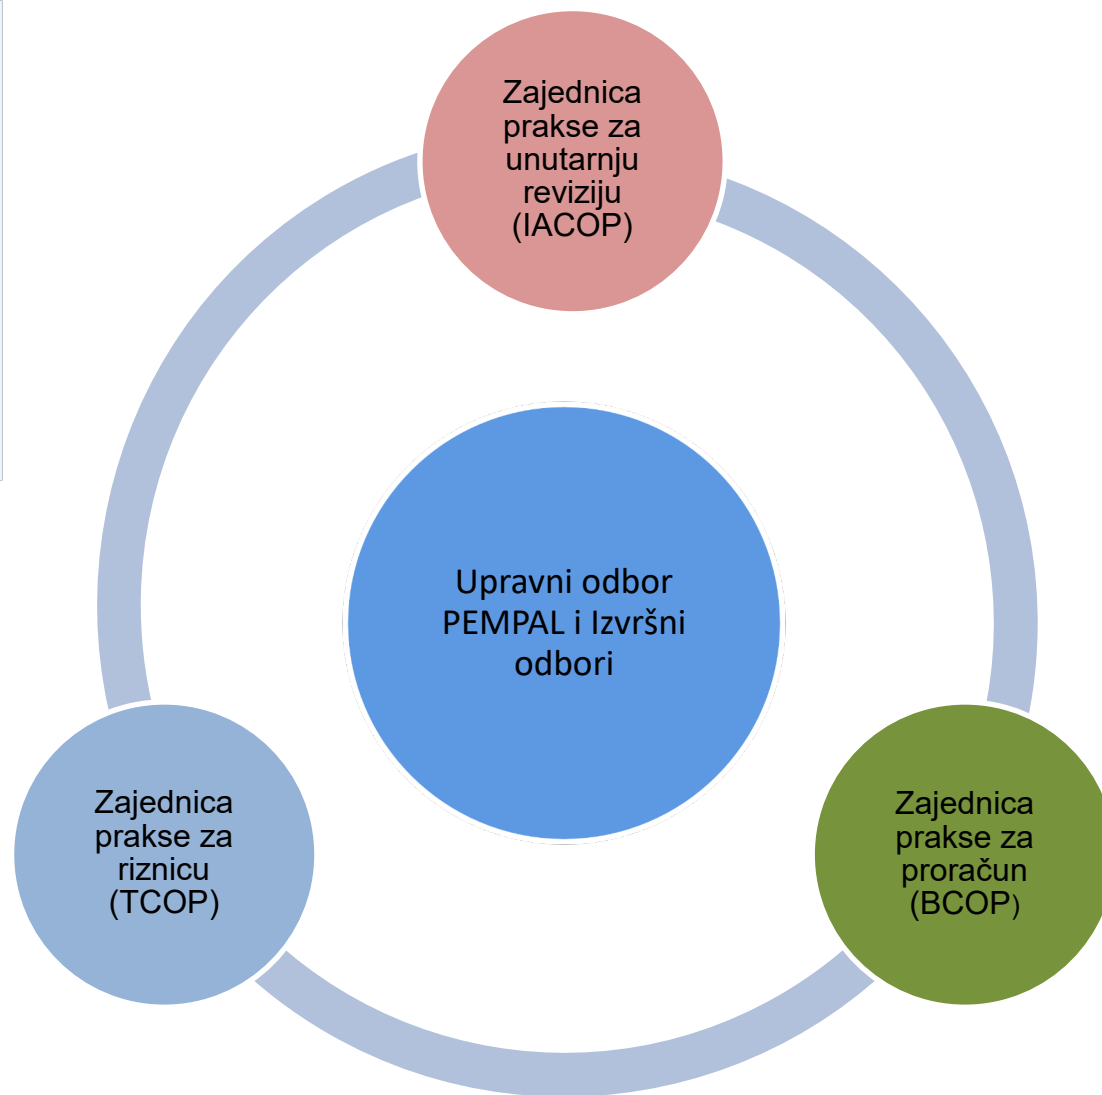 Zajednica
prakse za
unutarnju
reviziju
(IACOP)
Upravni odbor
PEMPAL i Izvršni
odbori
Zajednica
prakse za
riznicu
(TCOP)
Zajednica
prakse za
proračun
(BCOP)